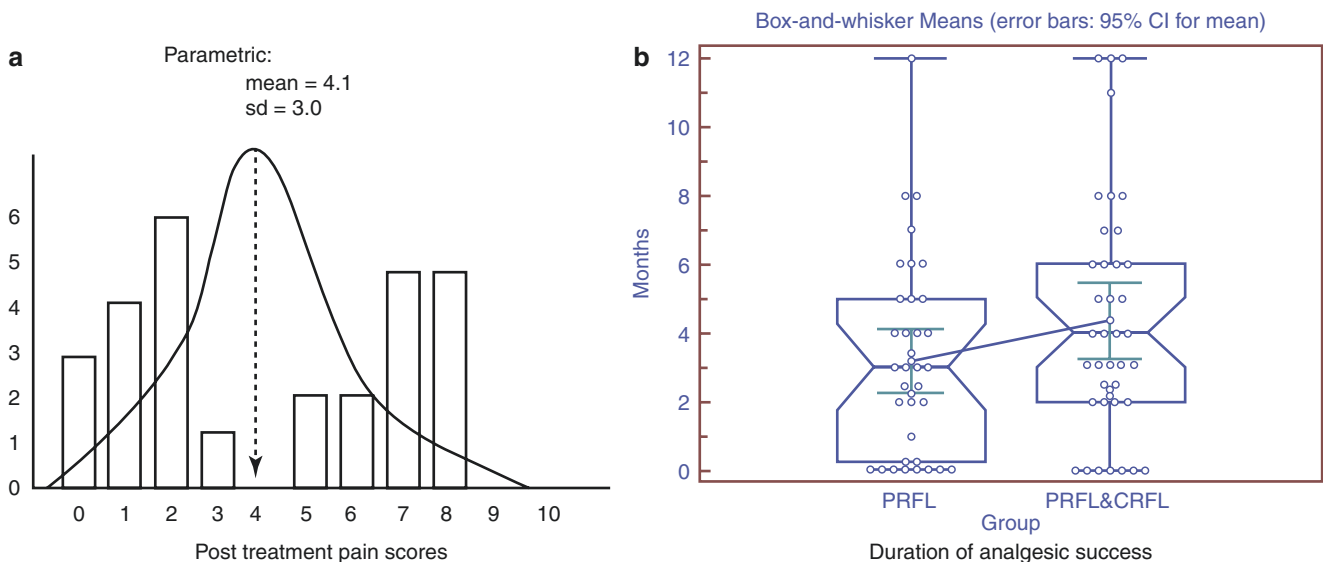 a
Parametric:
mean = 4.1
sd = 3.0
6
5
4
3
2
1
0
0 1 2 3 4 5 6 7 8 9 10
Post treatment pain scores
b
Box-and-whisker Means (error bars: 95% CI for mean)
12
10
8
6
4
2
0
Months
PRFL PRFL&CRFL
Group
Duration of analgesic success